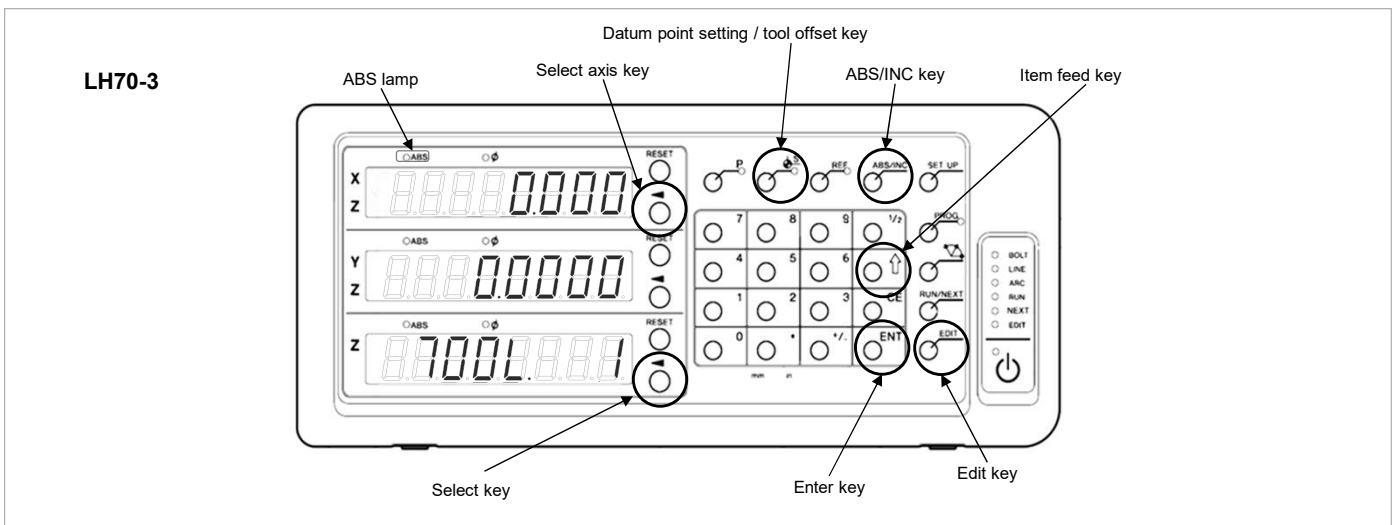 Datum point setting / tool offset key
LH70-3
ABS lamp
Select axis key
ABS/INC key
Item feed key
ABS
ø
RESET
P
S
REF
ABS/INC
SET UP
X
Z
0.000
7
8
9
1/2
PROG
ABS
ø
RESET
Y
Z
0.0000
4
5
6
⇧
BOLT
LINE
ARC
RUN
NEXT
EDIT
1
2
3
CE
RUN/NEXT
ABS
ø
RESET
Z
TOOL. 1
0
•
+/-
ENT
EDIT
mm
in
Select key
Enter key
Edit key